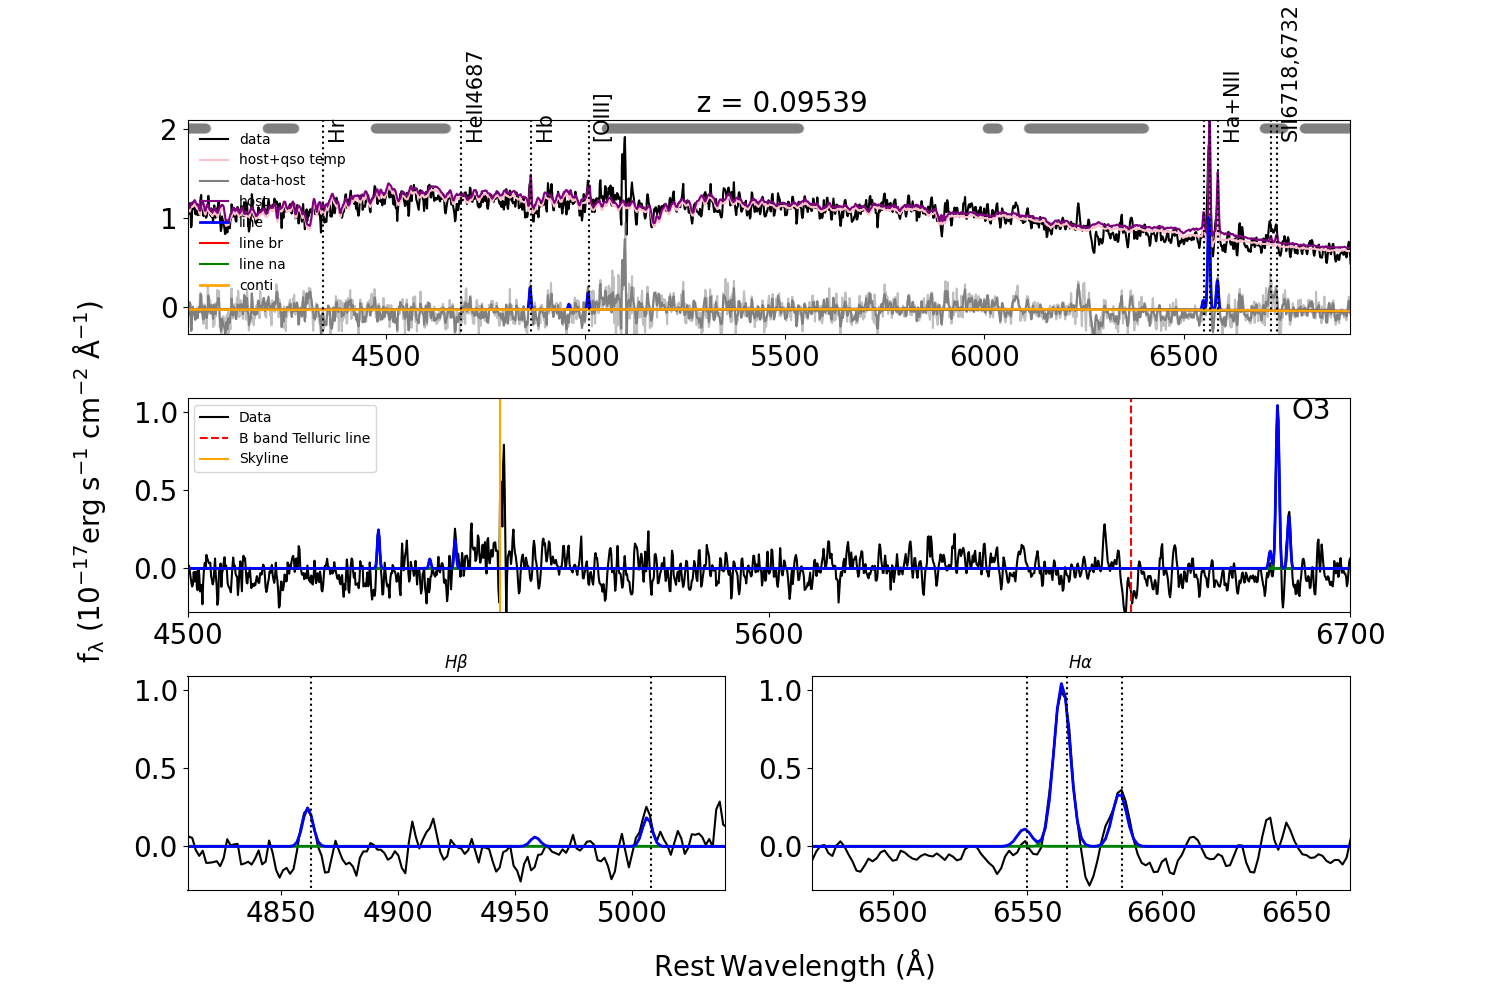 z = 0.09539
Hr
HeII4687
Hb
[OIII]
Ha+NII
SII6718,6732
data
host+qso temp
data-host
host
line
line br
line na
conti
2
1
0
4500 5000 5500 6000 6500
fλ (10⁻¹⁷erg s⁻¹ cm⁻² Å⁻¹)
Data
B band Telluric line
Skyline
O3
1.0
0.5
0.0
4500 5600 6700
Hβ
1.0
0.5
0.0
4850 4900 4950 5000
Hα
1.0
0.5
0.0
6500 6550 6600 6650
Rest Wavelength (Å)